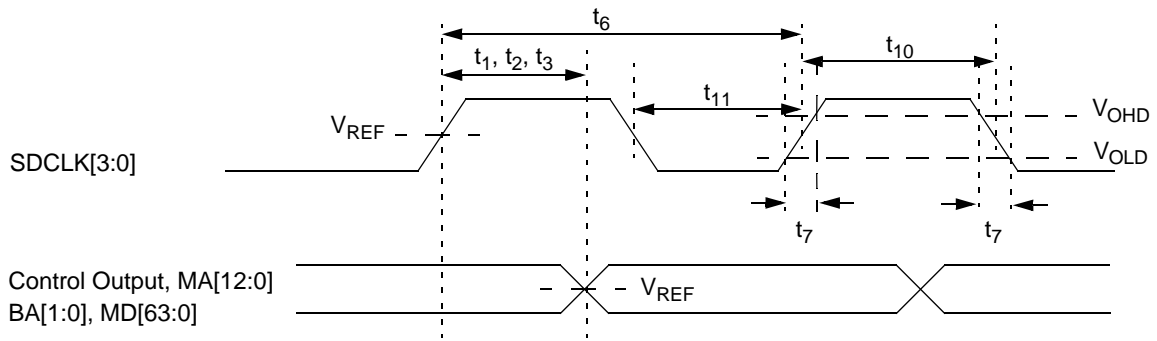 t6
t1, t2, t3
t10
t11
VREF
VOHD
SDCLK[3:0]
VOLD
t7
t7
Control Output, MA[12:0]
VREF
BA[1:0], MD[63:0]